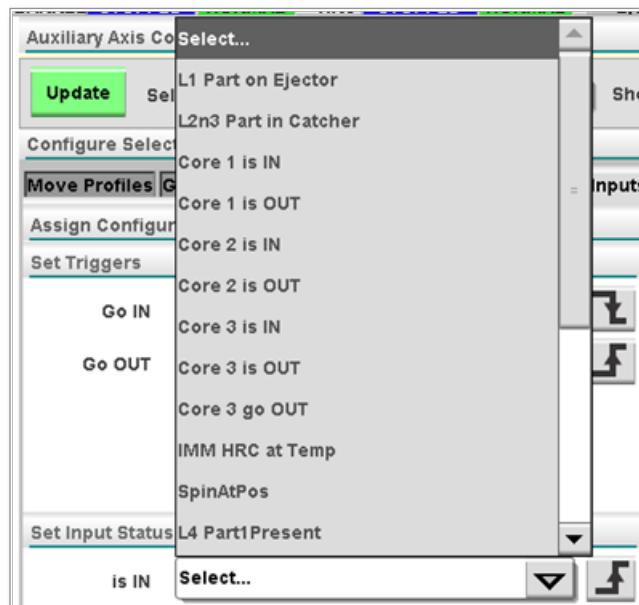 Auxiliary Axis Co
Select...
L1 Part on Ejector
Update
Sel
Sho
L2n3 Part in Catcher
Configure Select
Core 1 is IN
Move Profiles
G
Inputs
Core 1 is OUT
Assign Configur
Core 2 is IN
Set Triggers
Core 2 is OUT
Go IN
Core 3 is IN
Go OUT
Core 3 is OUT
Core 3 go OUT
IMM HRC at Temp
SpinAtPos
Set Input Status
L4 Part1Present
is IN
Select...